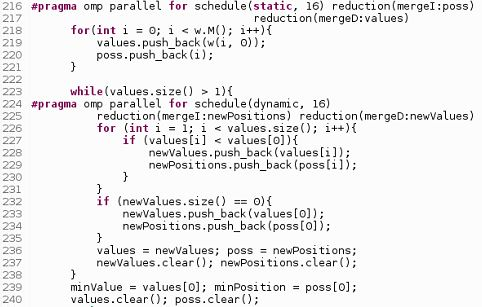 216 #pragma omp parallel for schedule(static, 16) reduction(mergeI:poss)
217 reduction(mergeD:values)
218 for(int i = 0; i < w.M(); i++){
219 values.push_back(w(i, 0));
220 poss.push_back(i);
221 }
222
223 while(values.size() > 1){
224 #pragma omp parallel for schedule(dynamic, 16)
225 reduction(mergeI:newPositions) reduction(mergeD:newValues)
226 for (int i = 1; i < values.size(); i++){
227 if (values[i] < values[0]){
228 newValues.push_back(values[i]);
229 newPositions.push_back(poss[i]);
230 }
231 }
232 if (newValues.size() == 0){
233 newValues.push_back(values[0]);
234 newPositions.push_back(poss[0]);
235 }
236 values = newValues; poss = newPositions;
237 newValues.clear(); newPositions.clear();
238 }
239 minValue = values[0]; minPosition = poss[0];
240 values.clear(); poss.clear();